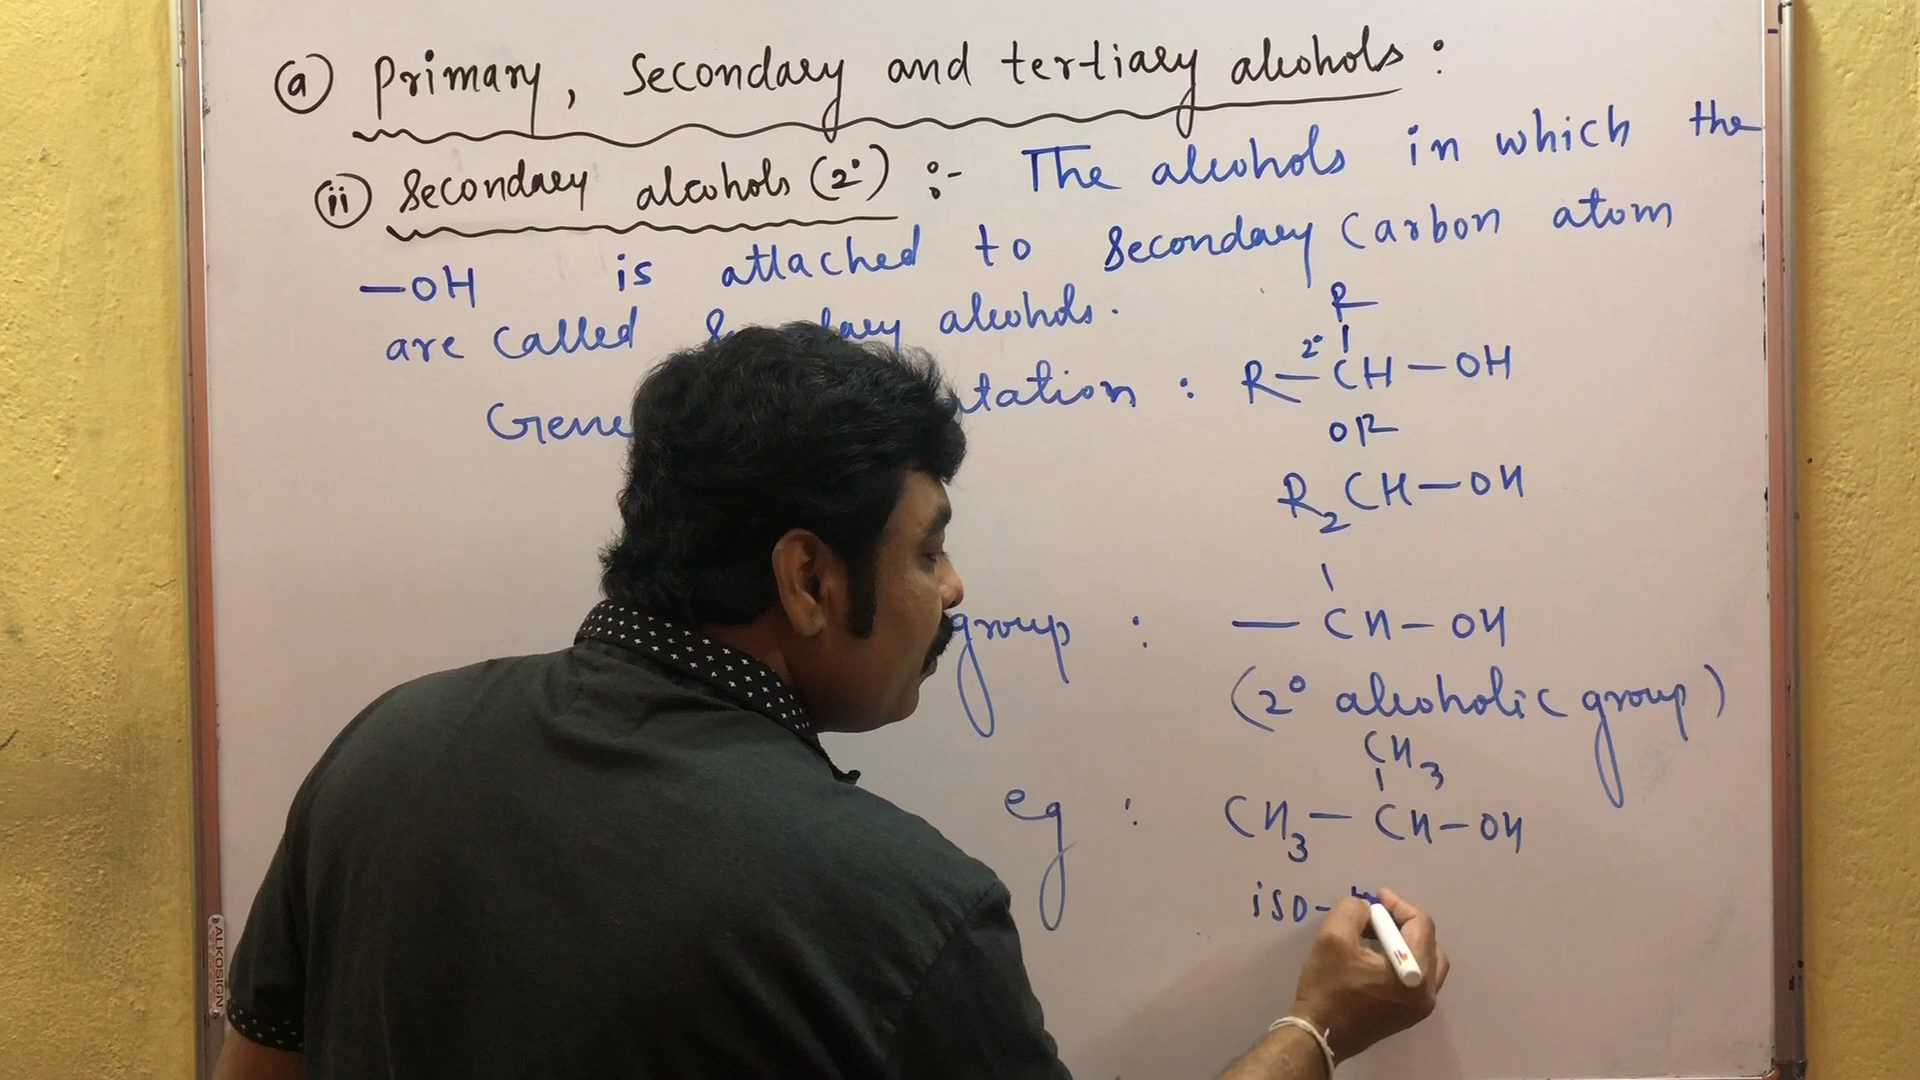 ⓐ Primary, Secondary and tertiary alcohols :
ⓘⓘ Secondary alcohols (2°) :- The alcohols in which the
—OH is attached to Secondary Carbon atom
are called alcohols.
R
2°
R—CH—OH
OR
R₂CH—OH
group : —CH—OH
(2° alcoholic group)
CH₃
eg : CH₃—CH—OH
iso-
ALKOSIGN